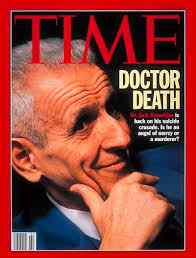 TIME
DOCTOR
DEATH
Dr. Jack Kevorkian is
back on his suicide
crusade. Is he an
angel of mercy or
a murderer?